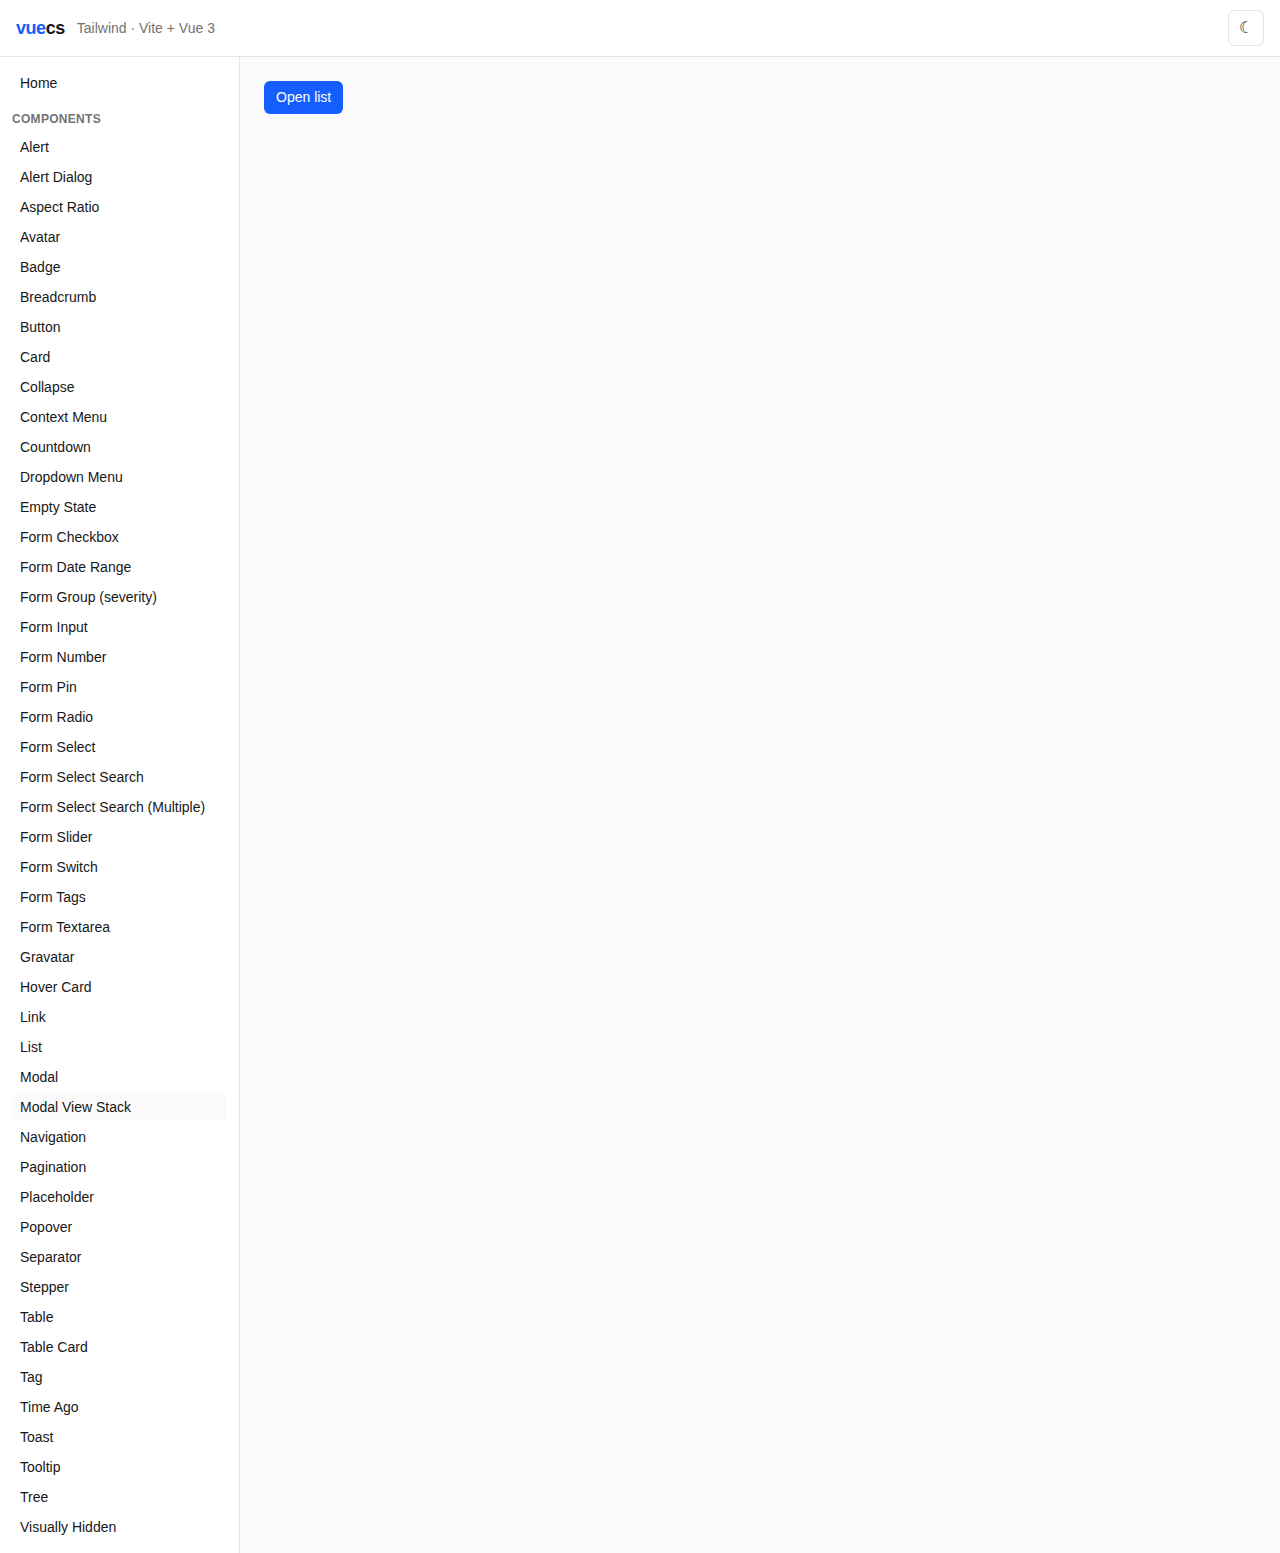 vuecs Tailwind · Vite + Vue 3
Home
Open list
COMPONENTS
Alert
Alert Dialog
Aspect Ratio
Avatar
Badge
Breadcrumb
Button
Card
Collapse
Context Menu
Countdown
Dropdown Menu
Empty State
Form Checkbox
Form Date Range
Form Group (severity)
Form Input
Form Number
Form Pin
Form Radio
Form Select
Form Select Search
Form Select Search (Multiple)
Form Slider
Form Switch
Form Tags
Form Textarea
Gravatar
Hover Card
Link
List
Modal
Modal View Stack
Navigation
Pagination
Placeholder
Popover
Separator
Stepper
Table
Table Card
Tag
Time Ago
Toast
Tooltip
Tree
Visually Hidden